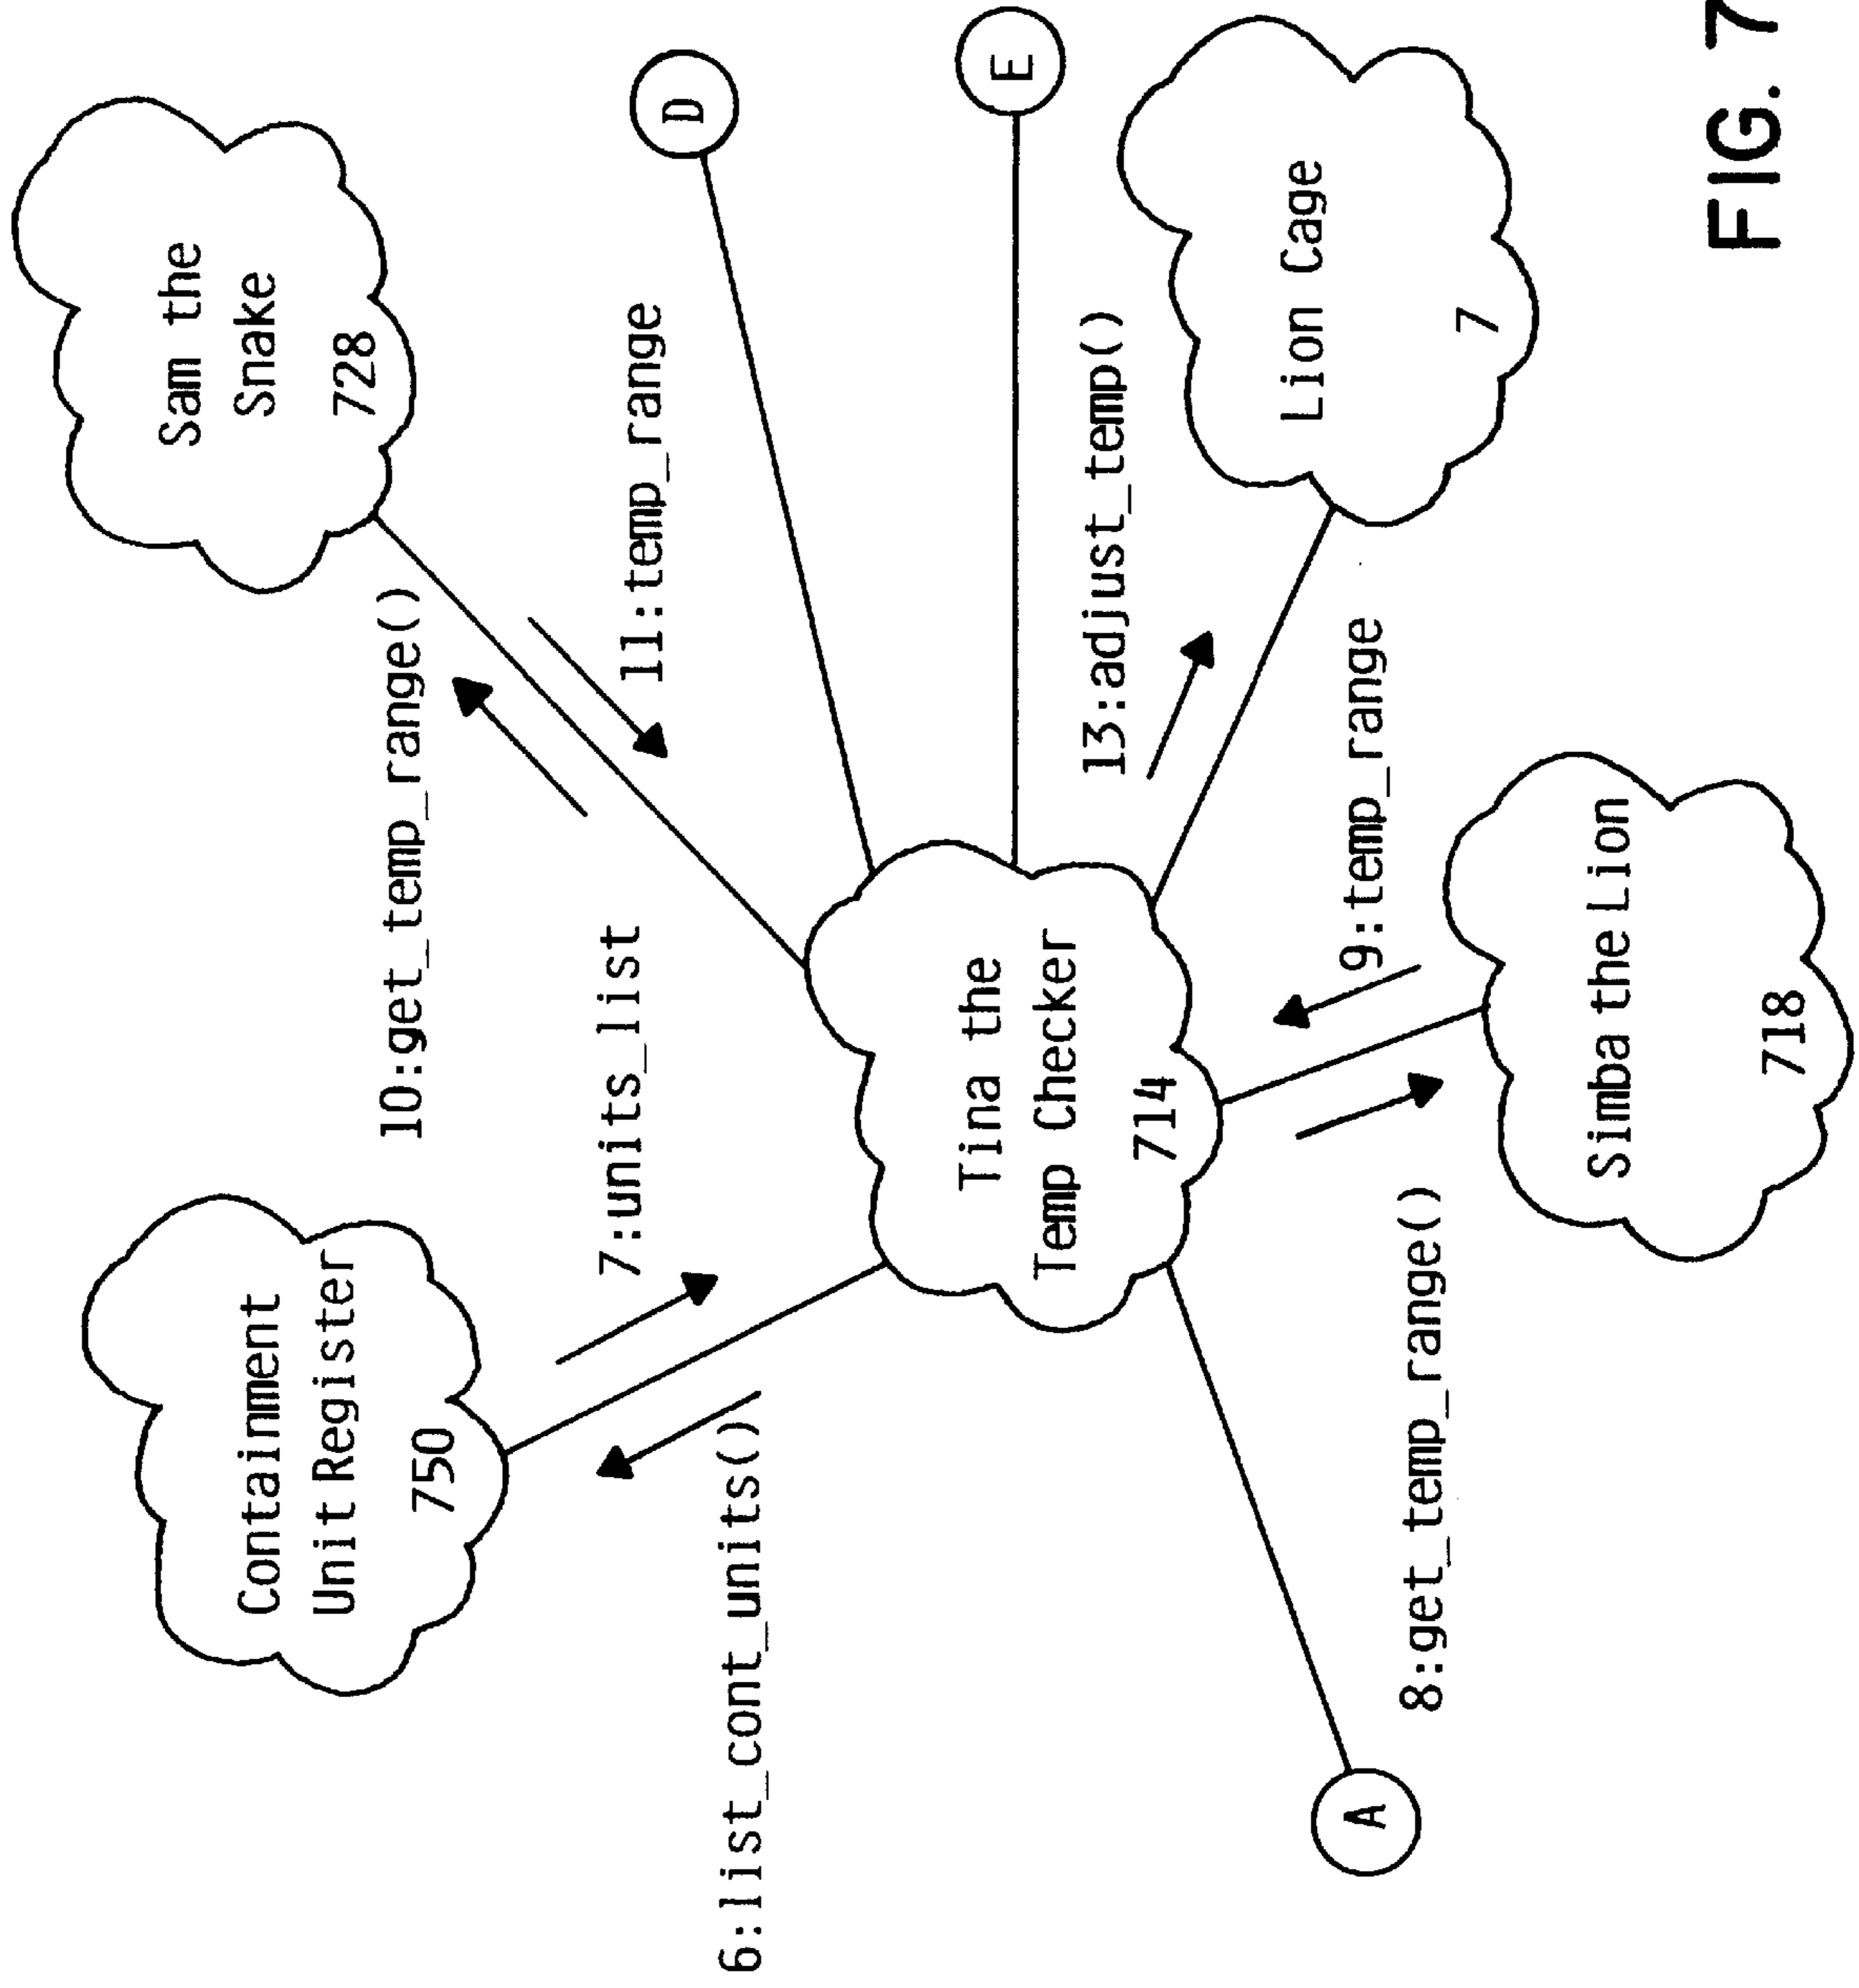 Containment
Unit Register
750
Sam the
Snake
728
10:get_temp_range()
7:units_list
11:temp_range
6:list_cont_units()
D
Tina the
Temp Checker
714
E
13:adjust_temp()
Lion Cage
7
A
8:get_temp_range()
9:temp_range
Simba the Lion
718
FIG. 7